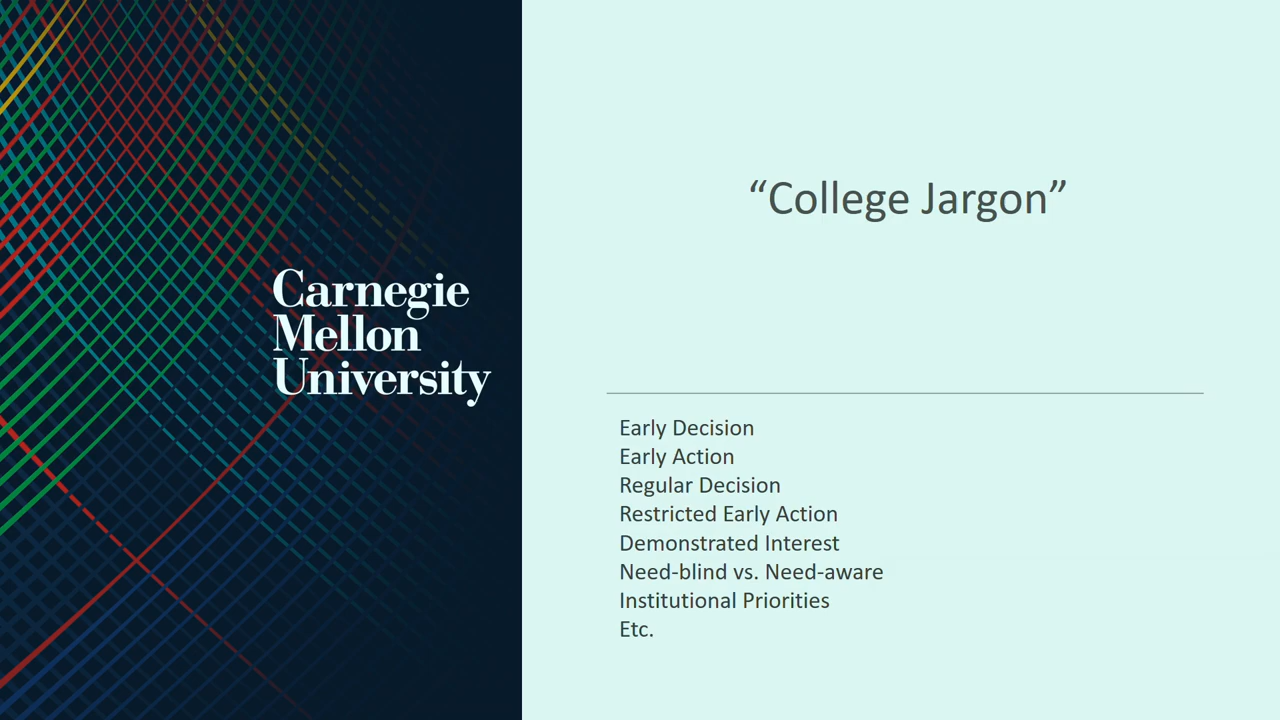 Carnegie
Mellon
University
“College Jargon”
Early Decision
Early Action
Regular Decision
Restricted Early Action
Demonstrated Interest
Need-blind vs. Need-aware
Institutional Priorities
Etc.